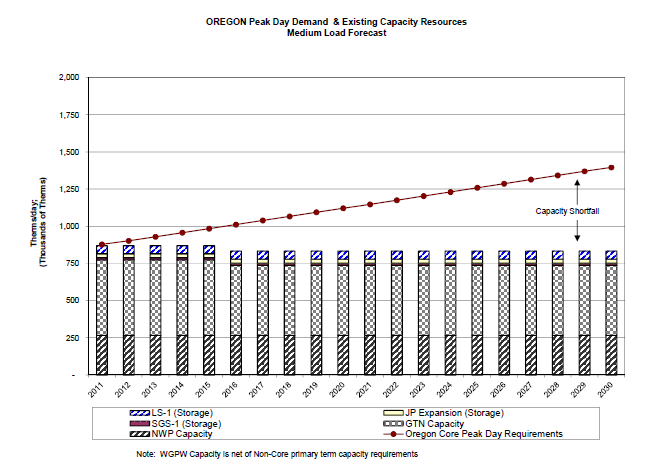 OREGON Peak Day Demand & Existing Capacity Resources
Medium Load Forecast
Therms/day;
(Thousands of Therms)
2,000
1,750
1,500
1,250
1,000
750
500
250
-
Capacity Shortfall
2011 2012 2013 2014 2015 2016 2017 2018 2019 2020 2021 2022 2023 2024 2025 2026 2027 2028 2029 2030
LS-1 (Storage) JP Expansion (Storage)
SGS-1 (Storage) GTN Capacity
NWP Capacity Oregon Core Peak Day Requirements
Note: WGPW Capacity is net of Non-Core primary term capacity requirements